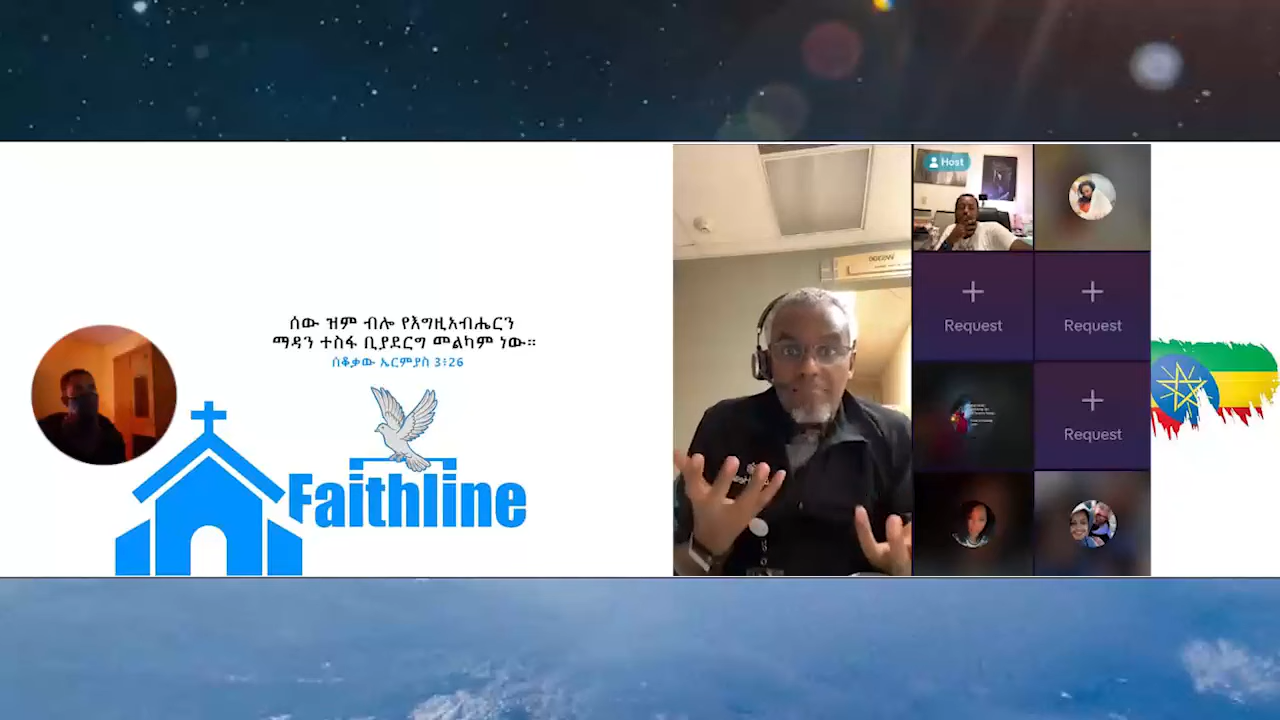 ሰው ዝም ብሎ የእግዚአብሔርን
ማዳን ተስፋ ቢያደርግ መልካም ነው።
ሰቆቃው ኤርምያስ 3፥26
Faithline
Host
Request
Request
Request